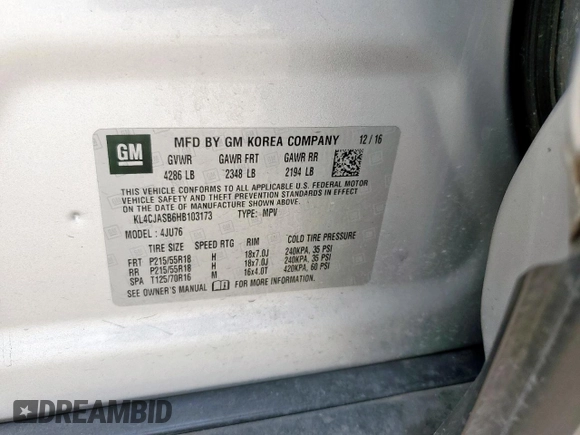 GM
MFD BY GM KOREA COMPANY 12/16
GVWR GAWR FRT GAWR RR
4286 LB 2348 LB 2194 LB
THIS VEHICLE CONFORMS TO ALL APPLICABLE U.S. FEDERAL MOTOR
VEHICLE SAFETY AND THEFT PREVENTION STANDARDS IN EFFECT
ON THE DATE OF MANUFACTURE SHOWN ABOVE.
KL4CJASB6HB103173 TYPE: MPV
MODEL : 4JU76
TIRE SIZE SPEED RTG RIM COLD TIRE PRESSURE
FRT P215/55R18 H 18x7.0J 240KPA, 35 PSI
RR P215/55R18 H 18x7.0J 240KPA, 35 PSI
SPA T125/70R16 M 16x4.0T 420KPA, 60 PSI
SEE OWNER'S MANUAL FOR MORE INFORMATION
DREAMBID